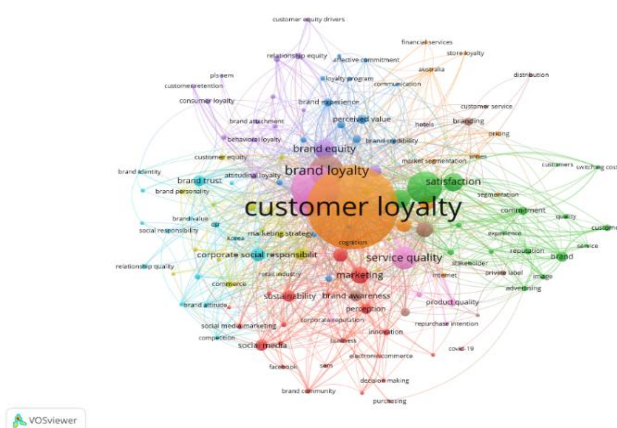 customer equity drivers
relationship equity
affective commitment
financial services
store loyalty
pls-sem
customer retention
loyalty program
australia
communication
distribution
consumer loyalty
brand experience
perceived value
customer service
brand attachment
hotels
branding
behavioral loyalty
brand equity
brand credibility
pricing
customer equity
market segmentation
customers
brand identity
brand trust
attitudinal loyalty
brand loyalty
satisfaction
switching cost
brand personality
segmentation
brand value
customer loyalty
commitment
quality
social responsibility
csr
marketing strategy
experience
customer
korea
cognition
service
relationship quality
corporate social responsibilit
service quality
stakeholder
reputation
brand
commerce
retail industry
marketing
internet
private label
image
advertising
sustainability
brand awareness
product quality
brand attitude
perception
corporate reputation
repurchase intention
social media marketing
innovation
competition
social media
electronic commerce
covid-19
facebook
sem
decision making
brand community
purchasing
VOSviewer